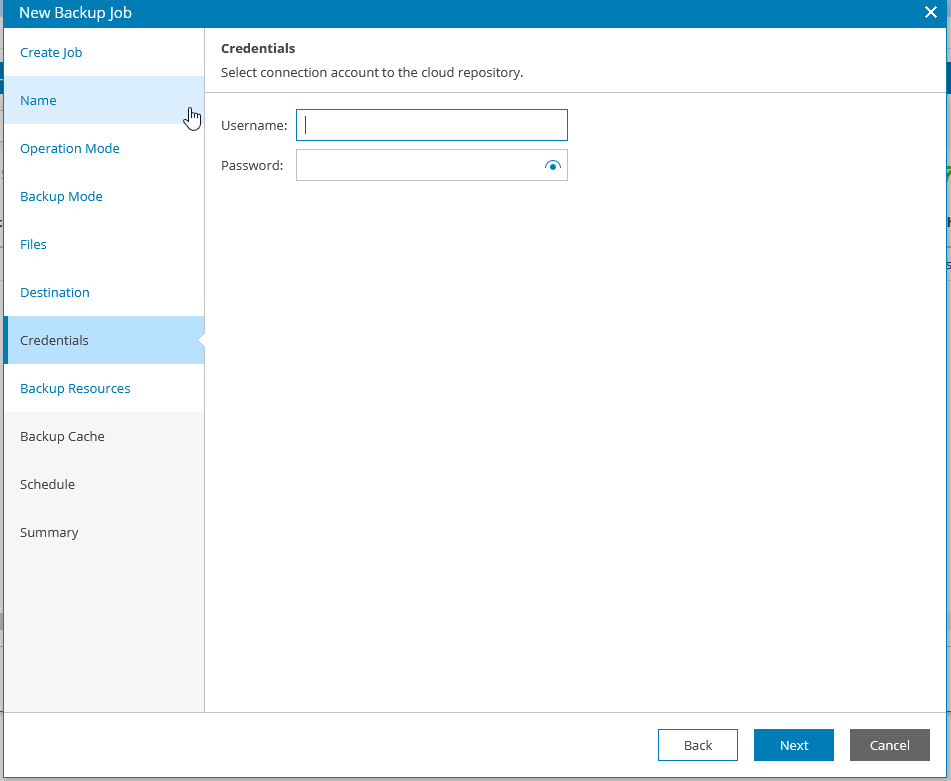 New Backup Job
Create Job
Name
Operation Mode
Backup Mode
Files
Destination
Credentials
Backup Resources
Backup Cache
Schedule
Summary
Credentials
Select connection account to the cloud repository.
Username:
Password:
Back
Next
Cancel